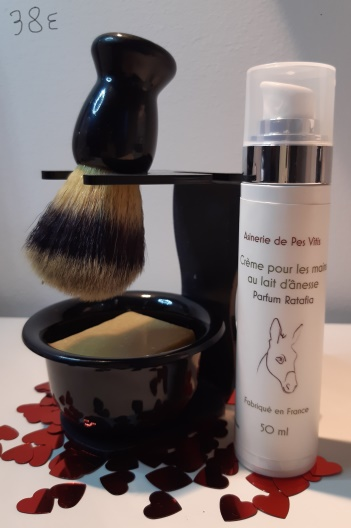 38€
Asinerie de Pes Vitis
Crème pour les mains
au lait d'ânesse
Parfum Ratafia
Fabriqué en France
50 ml